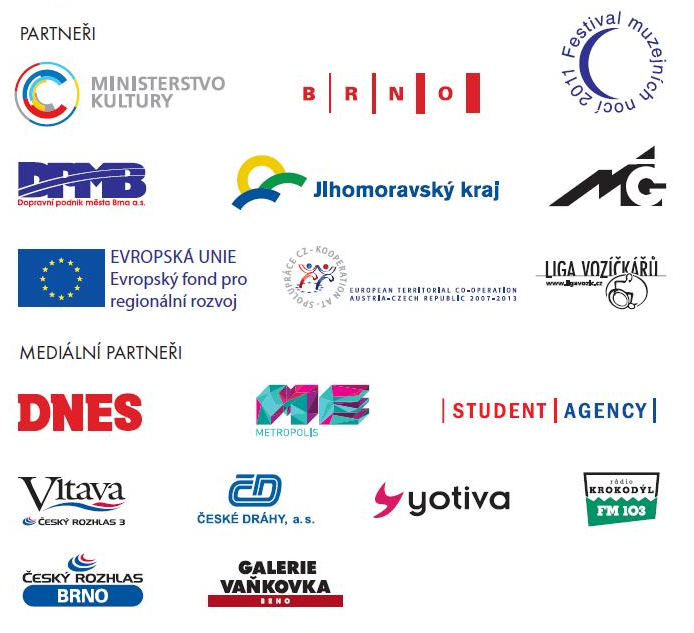 PARTNEŘI
Festival muzejních nocí 2011
MINISTERSTVO
KULTURY
BRNO
DPMB
Dopravní podnik města Brna a.s.
JIhomoravský kraj
MG
EVROPSKÁ UNIE
Evropský fond pro
regionální rozvoj
SPOLUPRÁCE CZ - KOOPERATION AT -
EUROPEAN TERRITORIAL CO-OPERATION
AUSTRIA-CZECH REPUBLIC 2007-2013
LIGA VOZÍČKÁŘŮ
www.ligavozic.cz
MEDIÁLNÍ PARTNEŘI
DNES
ME
METROPOLIS
STUDENT AGENCY
Vltava
ČESKÝ ROZHLAS 3
ČD
ČESKÉ DRÁHY, a. s.
yotiva
rádio
KROKODÝL
FM 103
ČESKÝ ROZHLAS
BRNO
GALERIE
VAŇKOVKA
BRNO